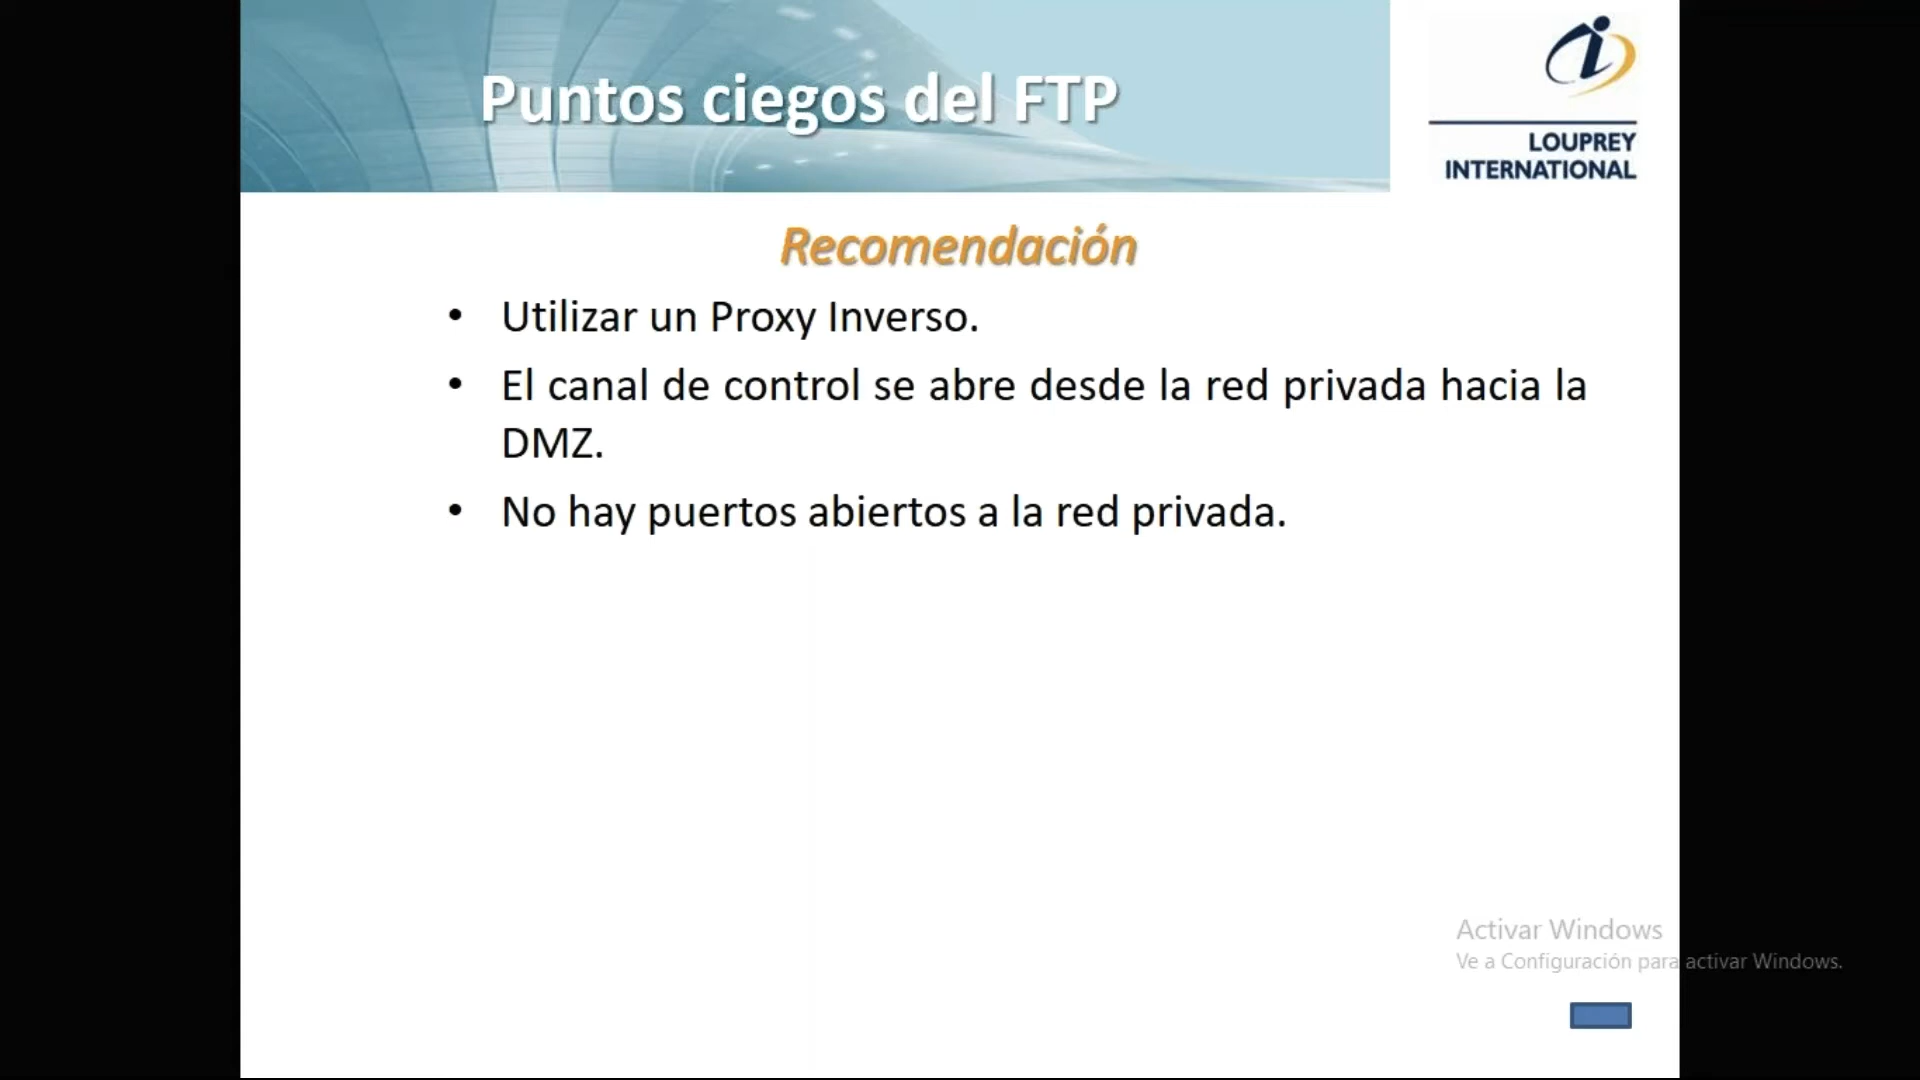 Puntos ciegos del FTP
LOUPREY
INTERNATIONAL
Recomendación
• Utilizar un Proxy Inverso.
• El canal de control se abre desde la red privada hacia la
DMZ.
• No hay puertos abiertos a la red privada.
Activar Windows
Ve a Configuración para activar Windows.